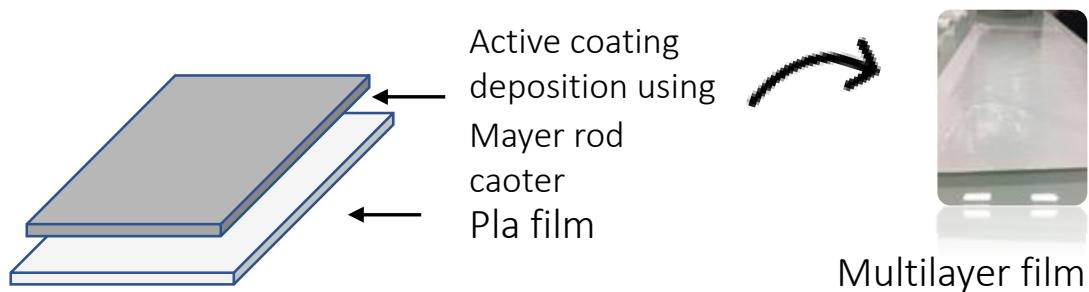 Active coating
deposition using
Mayer rod
caoter
Pla film
Multilayer film